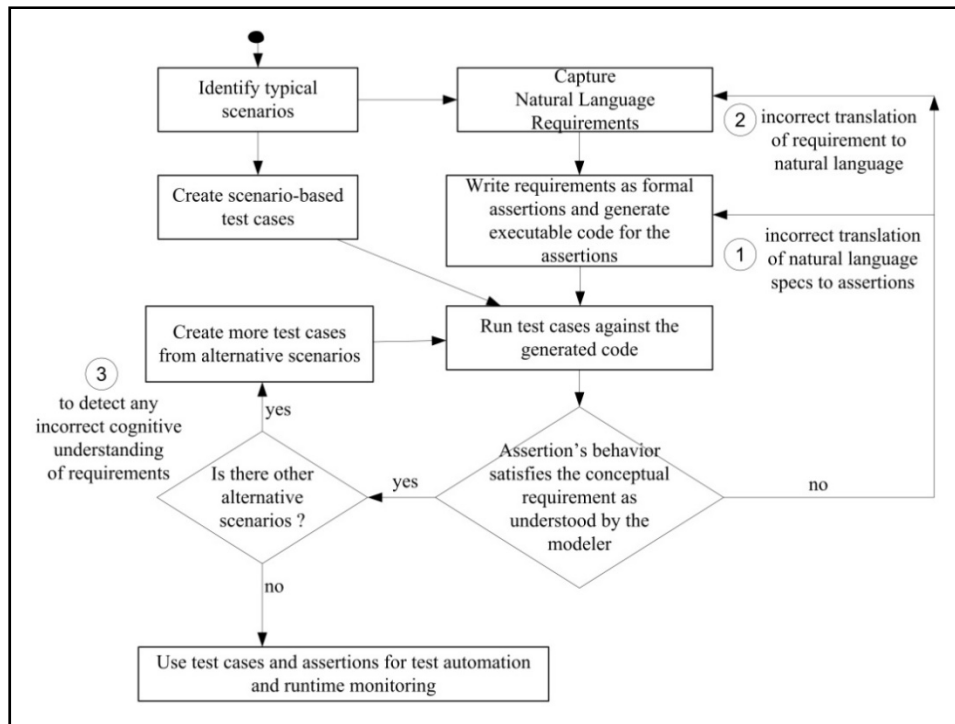 Identify typical
scenarios
Capture
Natural Language
Requirements
2
incorrect translation
of requirement to
natural language
Create scenario-based
test cases
Write requirements as formal
assertions and generate
executable code for the
assertions
1
incorrect translation
of natural language
specs to assertions
Create more test cases
from alternative scenarios
Run test cases against the
generated code
3
to detect any
incorrect cognitive
understanding
of requirements
yes
Is there other
alternative
scenarios ?
yes
Assertion's behavior
satisfies the conceptual
requirement as
understood by the
modeler
no
no
Use test cases and assertions for test automation
and runtime monitoring